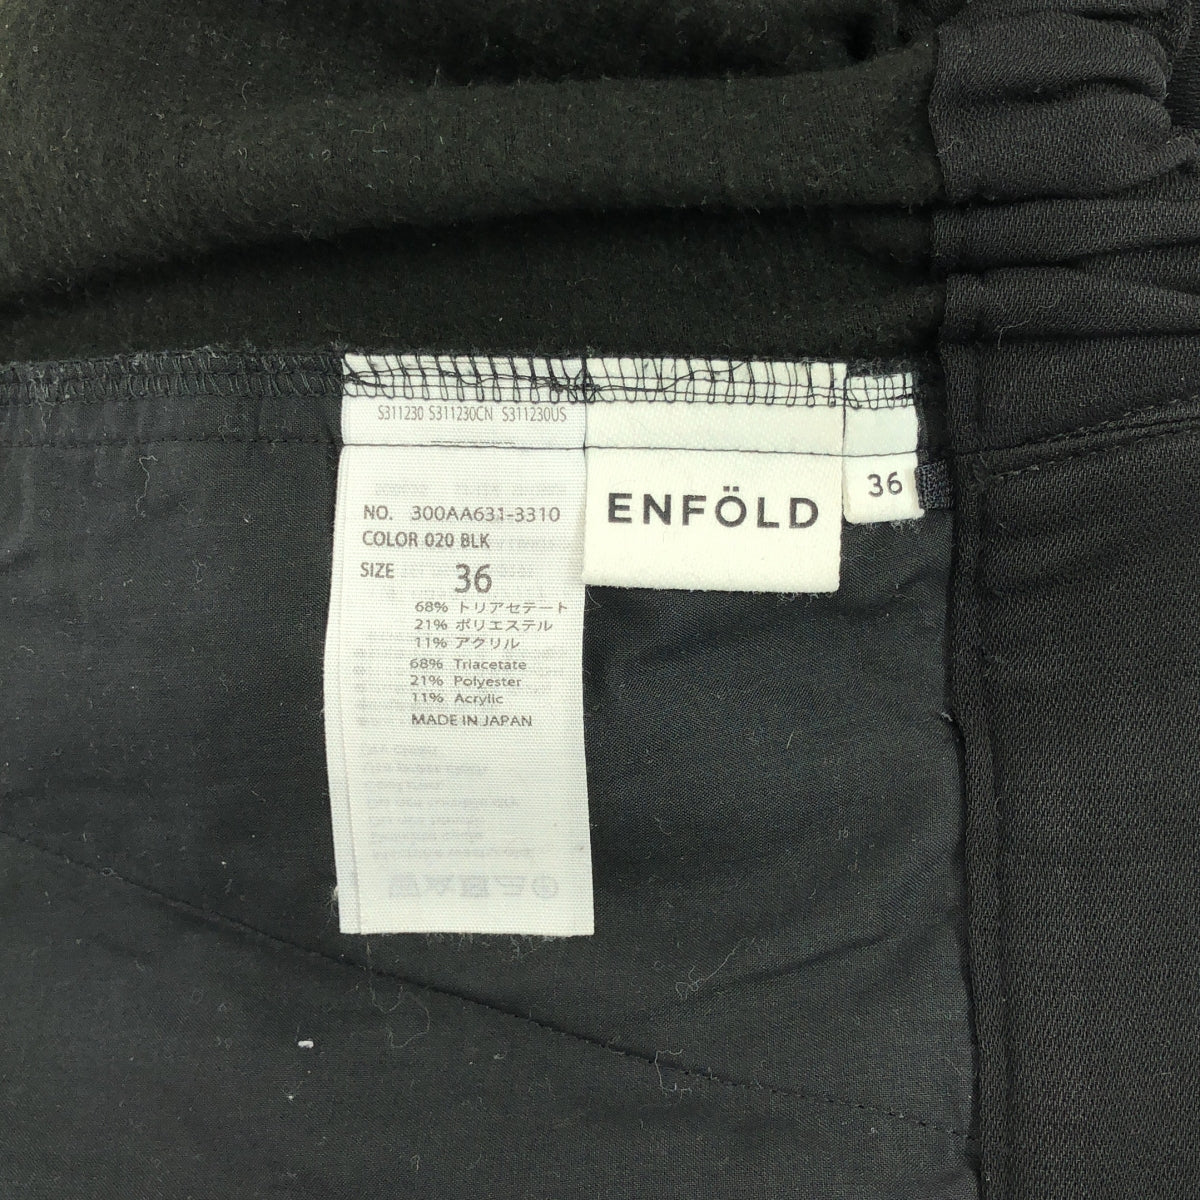 S311230 S311230CN S311230US
NO. 300AA631-3310
COLOR 020 BLK
SIZE 36
68% トリアセテート
21% ポリエステル
11% アクリル
68% Triacetate
21% Polyester
11% Acrylic
MADE IN JAPAN
ENFÖLD
36